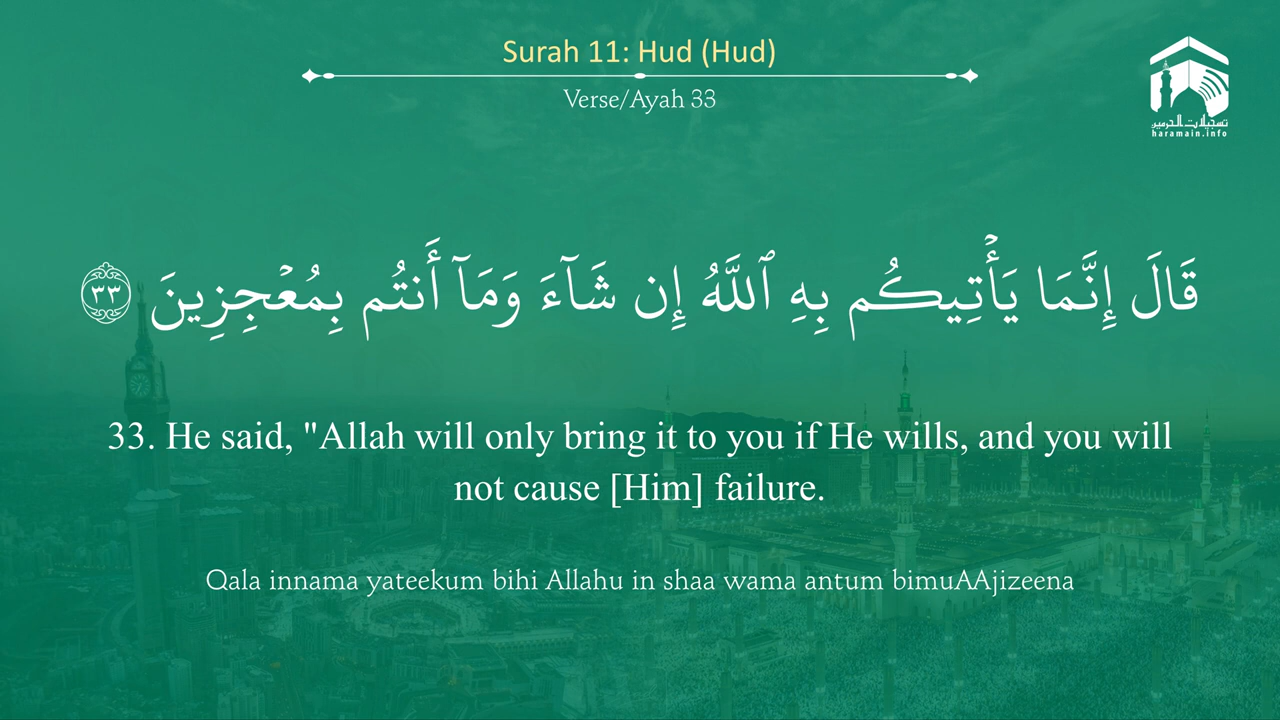 Surah 11: Hud (Hud)
Verse/Ayah 33
تسجيلات الحرمين
haramain.info
قَالَ إِنَّمَا يَأۡتِيكُم بِهِ ٱللَّهُ إِن شَآءَ وَمَآ أَنتُم بِمُعۡجِزِينَ ٣٣
33. He said, "Allah will only bring it to you if He wills, and you will
not cause [Him] failure.
Qala innama yateekum bihi Allahu in shaa wama antum bimuAAjizeena